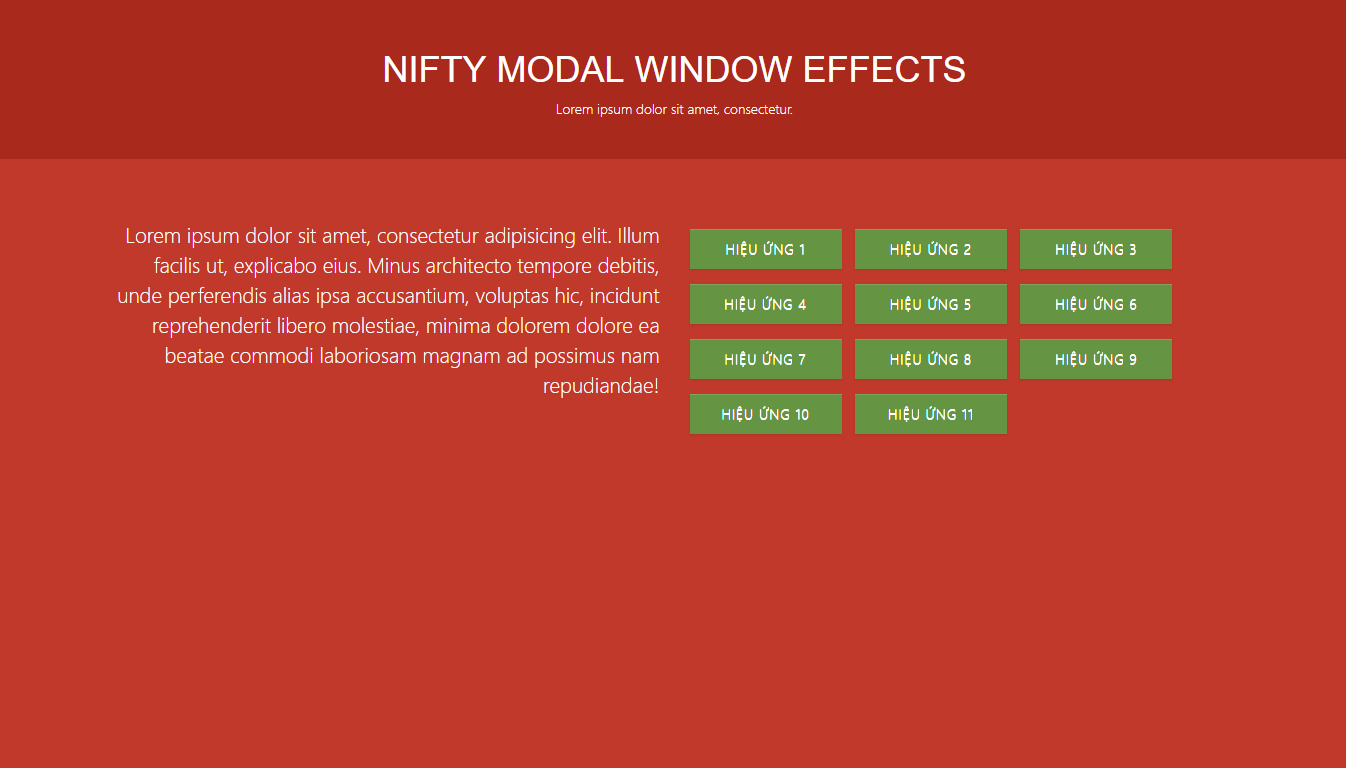 NIFTY MODAL WINDOW EFFECTS
Lorem ipsum dolor sit amet, consectetur.
Lorem ipsum dolor sit amet, consectetur adipisicing elit. Illum
facilis ut, explicabo eius. Minus architecto tempore debitis,
unde perferendis alias ipsa accusantium, voluptas hic, incidunt
reprehenderit libero molestiae, minima dolorem dolore ea
beatae commodi laboriosam magnam ad possimus nam
repudiandae!
HIỆU ỨNG 1
HIỆU ỨNG 2
HIỆU ỨNG 3
HIỆU ỨNG 4
HIỆU ỨNG 5
HIỆU ỨNG 6
HIỆU ỨNG 7
HIỆU ỨNG 8
HIỆU ỨNG 9
HIỆU ỨNG 10
HIỆU ỨNG 11